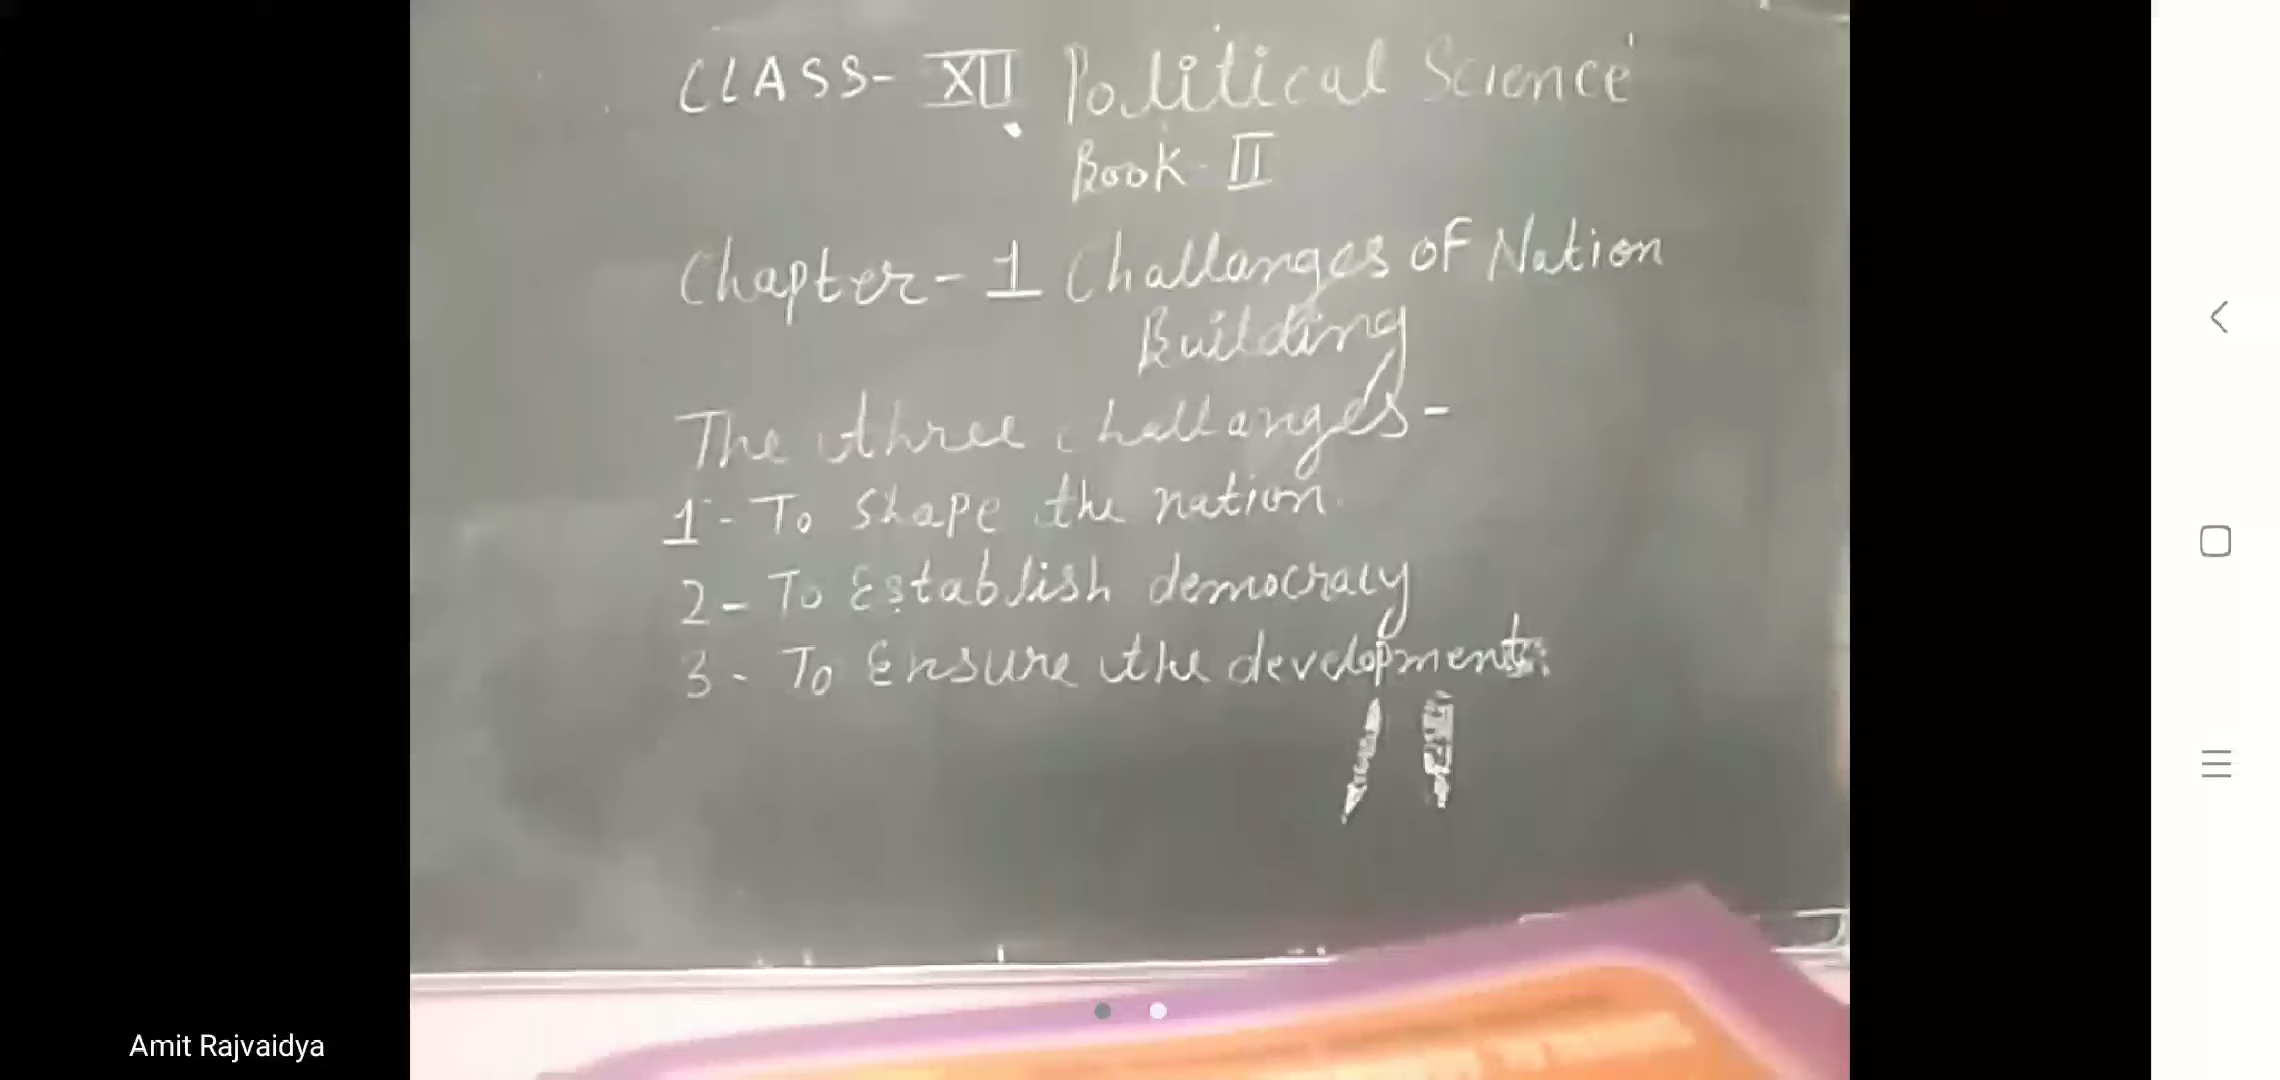 CLASS- XII Political Science
Book- II
Chapter- 1 Challanges of Nation
Building
The three challanges-
1- To shape the nation.
2- To Establish democracy
3- To Ensure the development.
Amit Rajvaidya